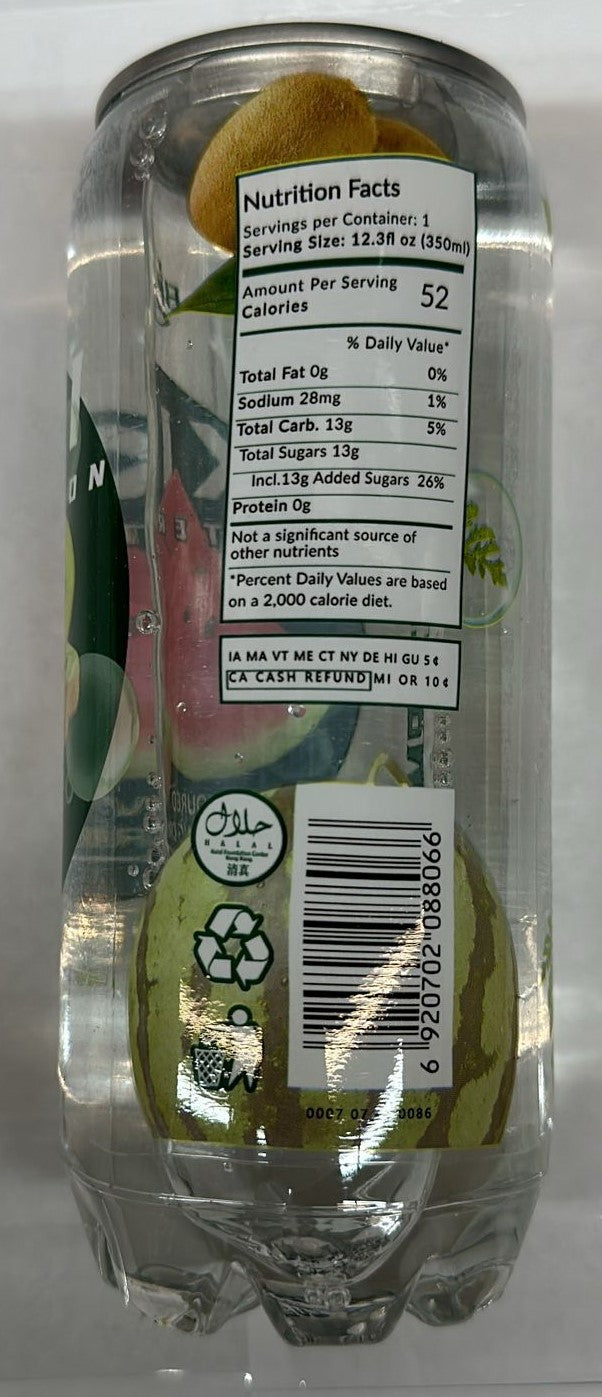 Nutrition Facts
Servings per Container: 1
Serving Size: 12.3fl oz (350ml)
Amount Per Serving
Calories 52
% Daily Value*
Total Fat 0g 0%
Sodium 28mg 1%
Total Carb. 13g 5%
Total Sugars 13g
Incl.13g Added Sugars 26%
Protein 0g
Not a significant source of
other nutrients
*Percent Daily Values are based
on a 2,000 calorie diet.
IA MA VT ME CT NY DE HI GU 5¢
CA CASH REFUND MI OR 10¢
حلال
HALAL
Hong Kong
清真
6 920702 088066